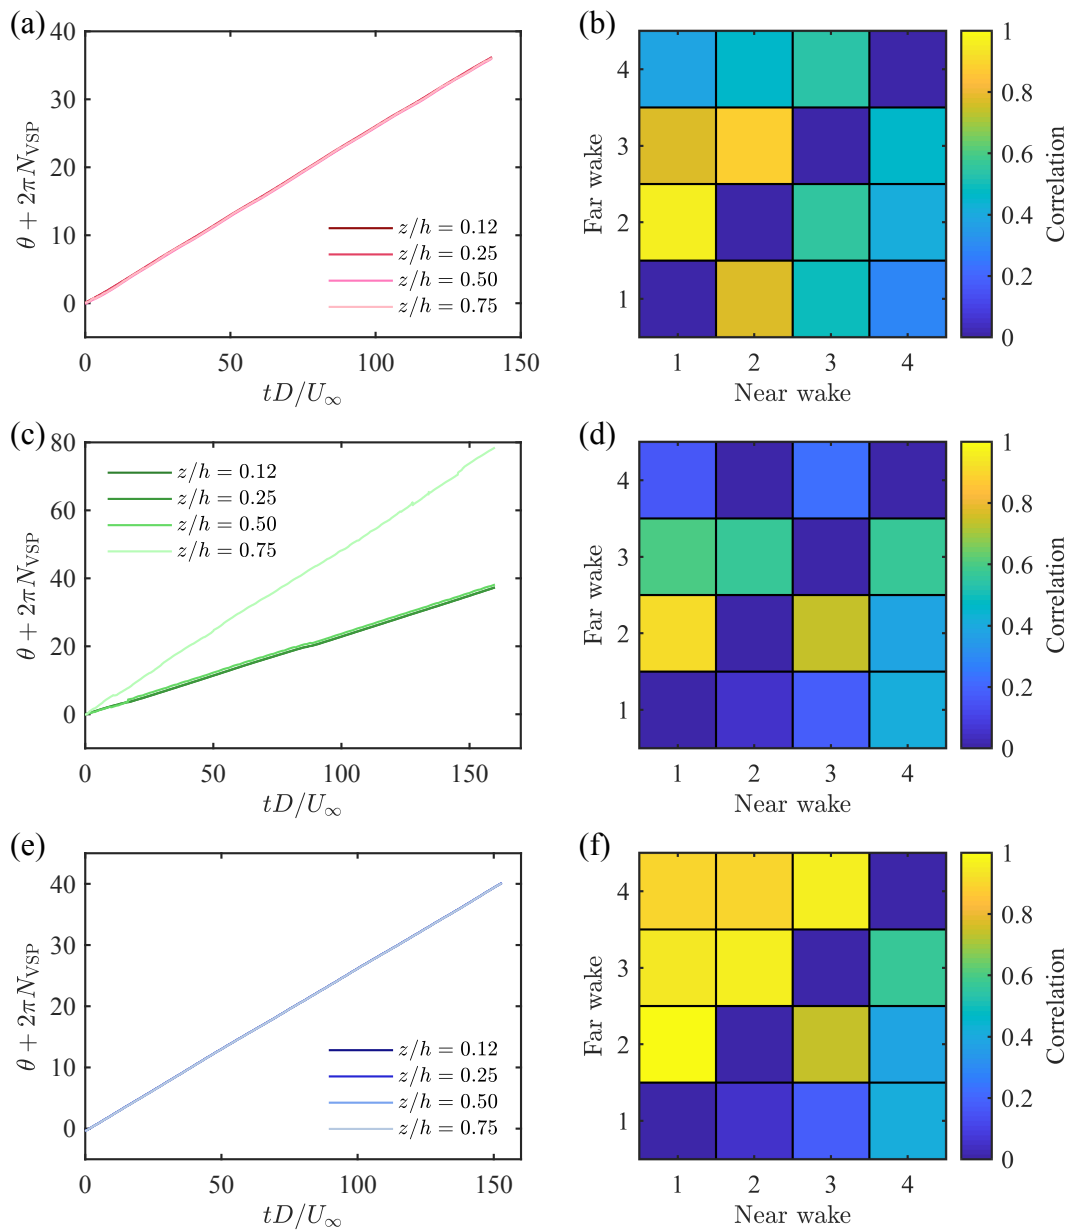 (a)
40
30
20
10
0
θ + 2πN_VSP
z/h = 0.12
z/h = 0.25
z/h = 0.50
z/h = 0.75
0 50 100 150
tD/U_∞
(b)
4
3
2
1
Far wake
1 2 3 4
Near wake
1
0.8
0.6
0.4
0.2
0
Correlation
(c)
80
60
40
20
0
θ + 2πN_VSP
z/h = 0.12
z/h = 0.25
z/h = 0.50
z/h = 0.75
0 50 100 150
tD/U_∞
(d)
4
3
2
1
Far wake
1 2 3 4
Near wake
1
0.8
0.6
0.4
0.2
0
Correlation
(e)
40
30
20
10
0
θ + 2πN_VSP
z/h = 0.12
z/h = 0.25
z/h = 0.50
z/h = 0.75
0 50 100 150
tD/U_∞
(f)
4
3
2
1
Far wake
1 2 3 4
Near wake
1
0.8
0.6
0.4
0.2
0
Correlation